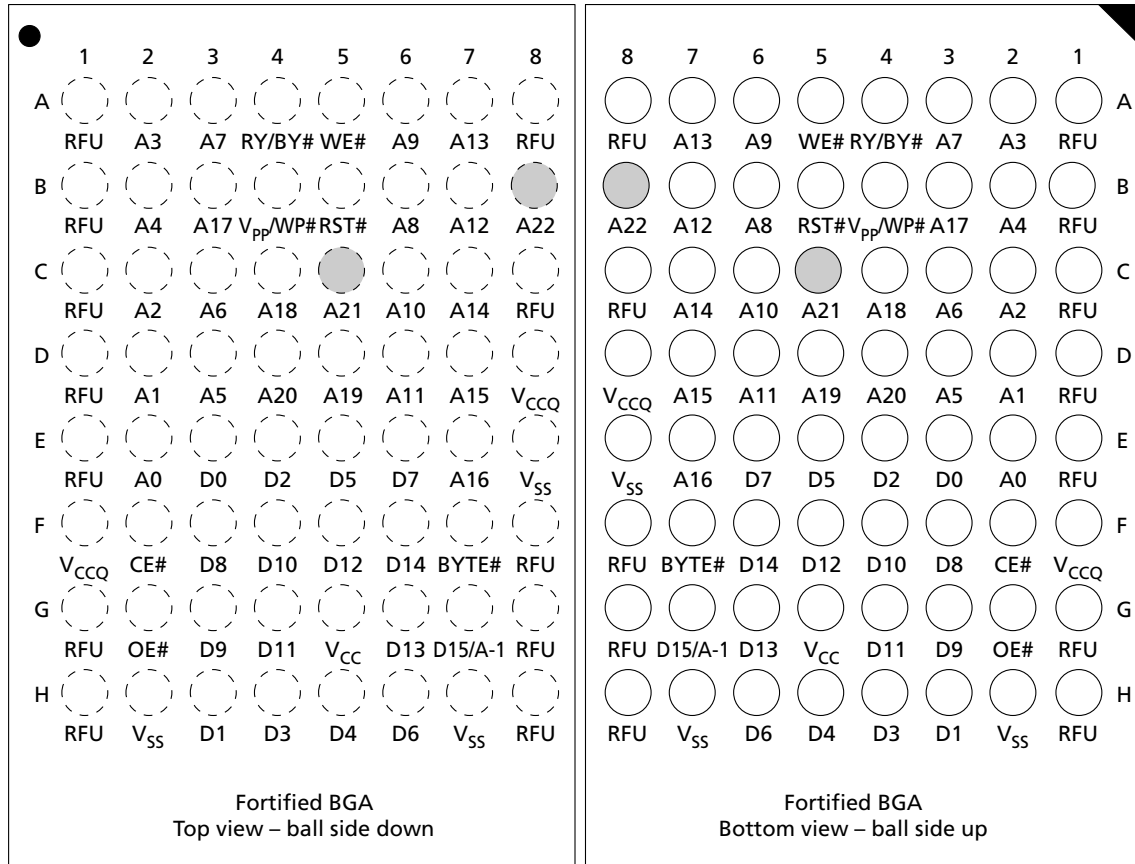 1 2 3 4 5 6 7 8
A
RFU A3 A7 RY/BY# WE# A9 A13 RFU
B
RFU A4 A17 VPP/WP# RST# A8 A12 A22
C
RFU A2 A6 A18 A21 A10 A14 RFU
D
RFU A1 A5 A20 A19 A11 A15 VCCQ
E
RFU A0 D0 D2 D5 D7 A16 VSS
F
VCCQ CE# D8 D10 D12 D14 BYTE# RFU
G
RFU OE# D9 D11 VCC D13 D15/A-1 RFU
H
RFU VSS D1 D3 D4 D6 VSS RFU
Fortified BGA
Top view – ball side down
8 7 6 5 4 3 2 1
A
RFU A13 A9 WE# RY/BY# A7 A3 RFU
B
A22 A12 A8 RST# VPP/WP# A17 A4 RFU
C
RFU A14 A10 A21 A18 A6 A2 RFU
D
VCCQ A15 A11 A19 A20 A5 A1 RFU
E
VSS A16 D7 D5 D2 D0 A0 RFU
F
RFU BYTE# D14 D12 D10 D8 CE# VCCQ
G
RFU D15/A-1 D13 VCC D11 D9 OE# RFU
H
RFU VSS D6 D4 D3 D1 VSS RFU
Fortified BGA
Bottom view – ball side up